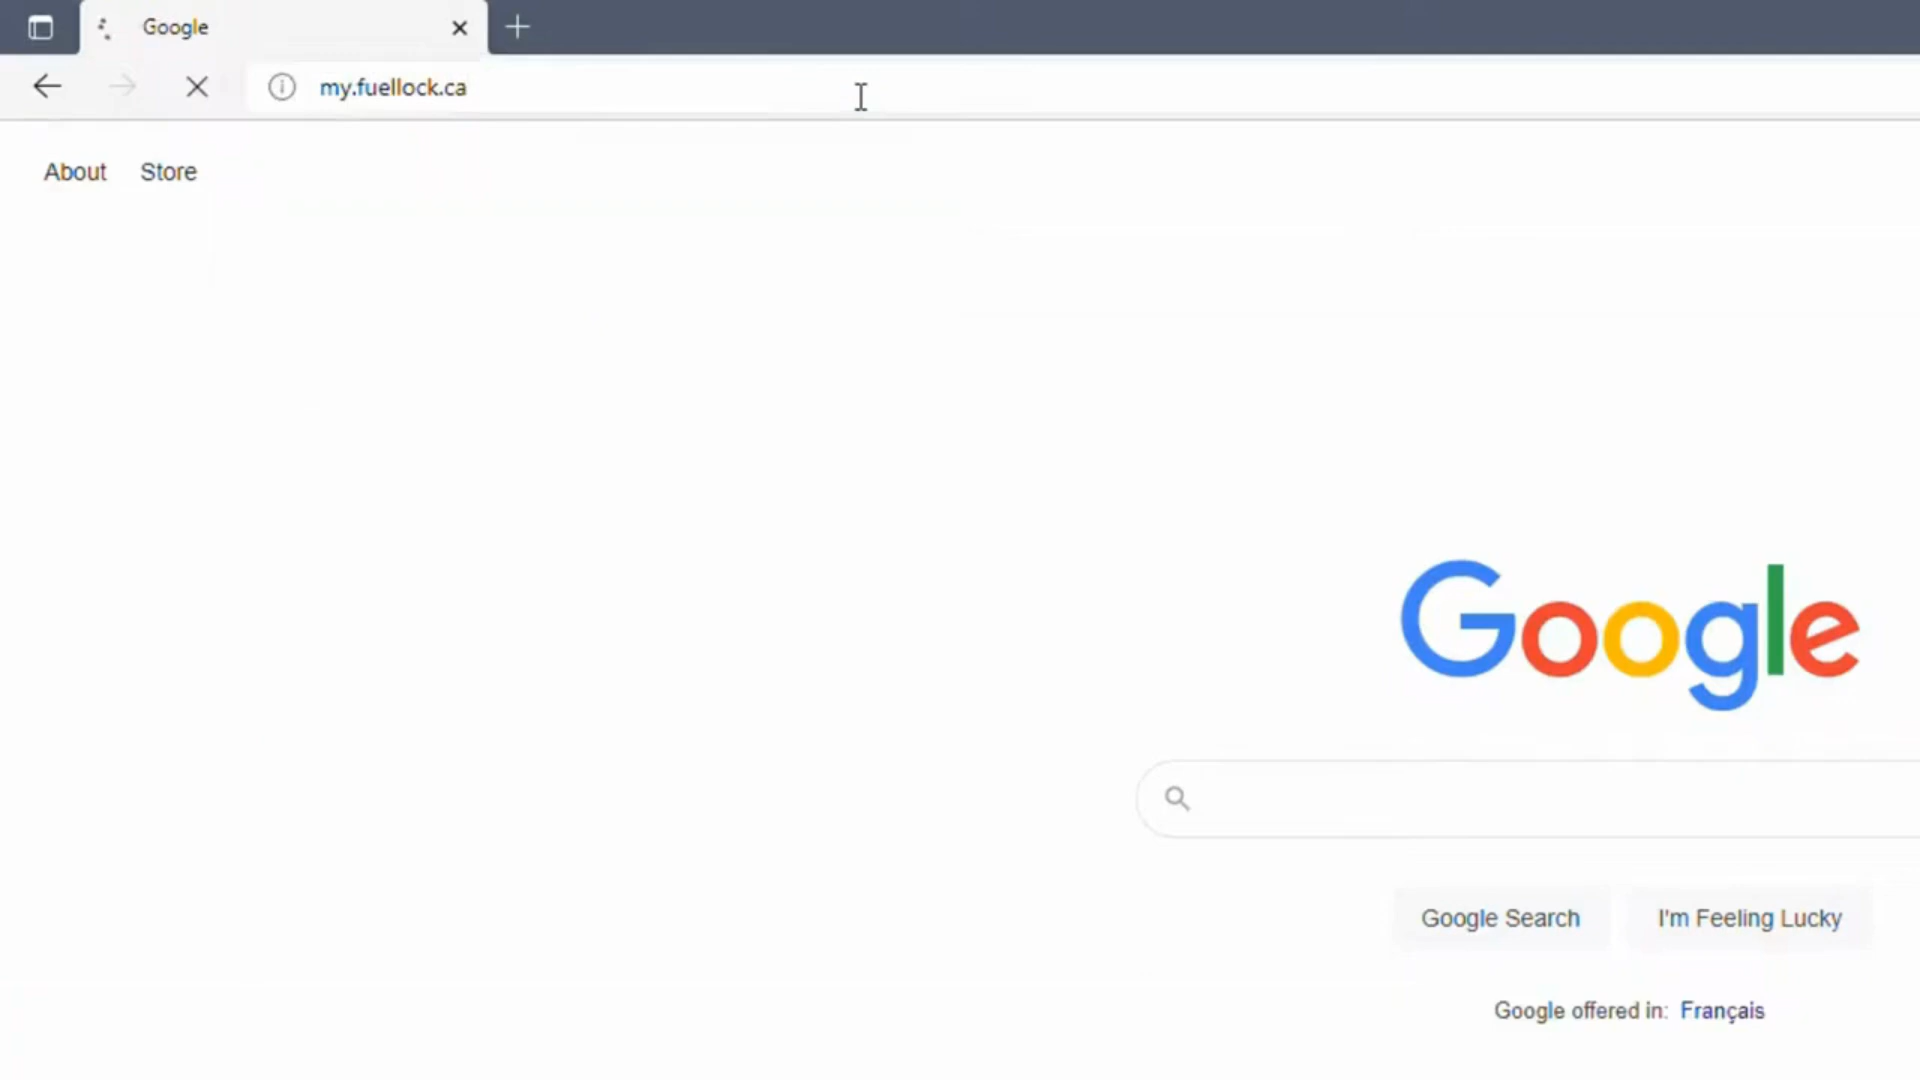 Google
my.fuellock.ca
About Store
Google
Google Search I'm Feeling Lucky
Google offered in: Français